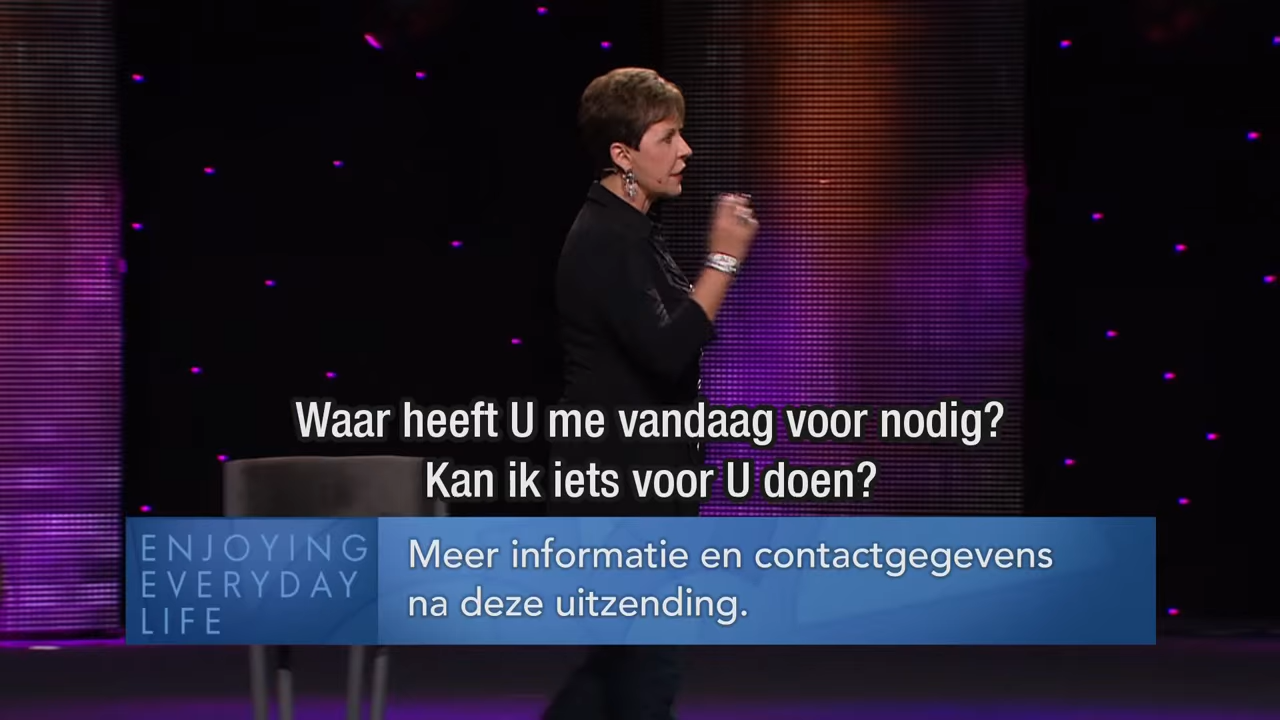 Waar heeft U me vandaag voor nodig?
Kan ik iets voor U doen?
ENJOYING
EVERYDAY
LIFE
Meer informatie en contactgegevens
na deze uitzending.